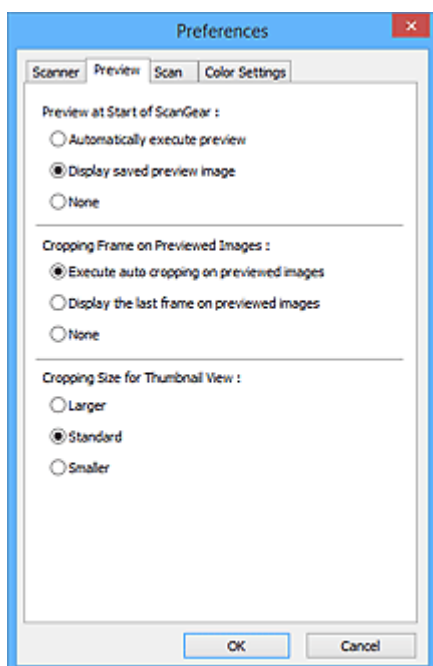 Preferences
Scanner Preview Scan Color Settings
Preview at Start of ScanGear :
Automatically execute preview
Display saved preview image
None
Cropping Frame on Previewed Images :
Execute auto cropping on previewed images
Display the last frame on previewed images
None
Cropping Size for Thumbnail View :
Larger
Standard
Smaller
OK Cancel